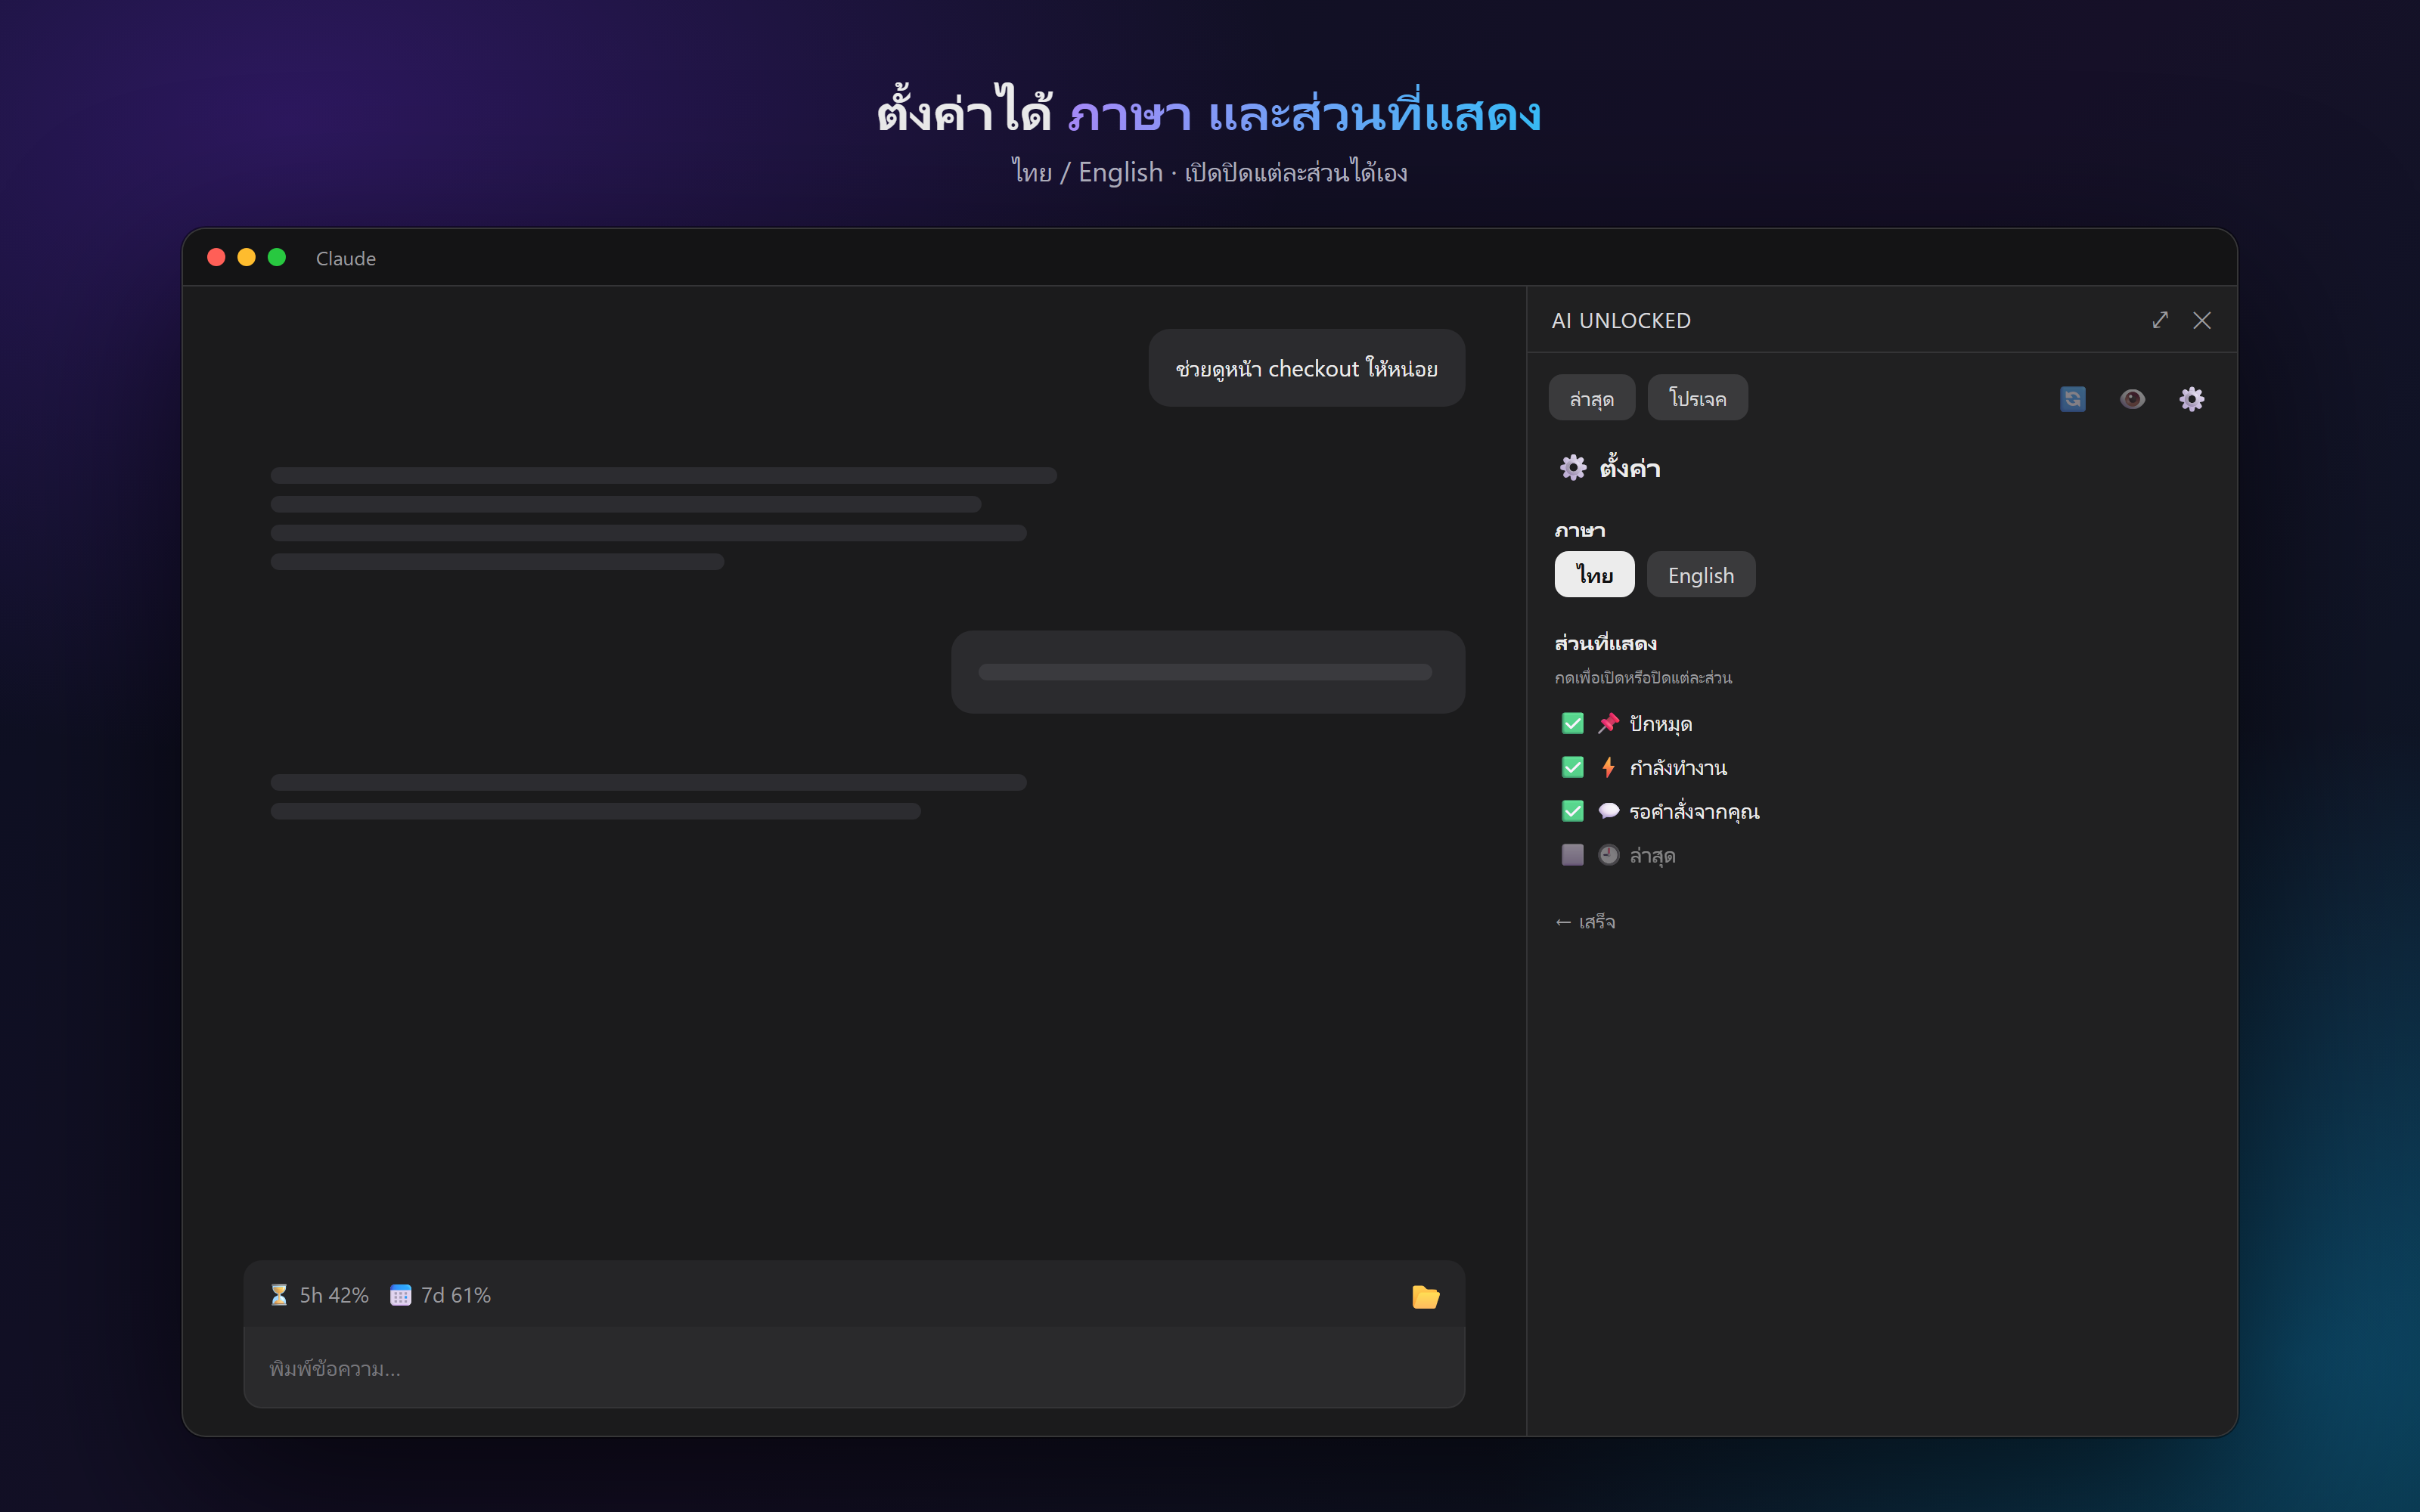 ตั้งค่าได้ ภาษา และส่วนที่แสดง
ไทย / English · เปิดปิดแต่ละส่วนได้เอง
Claude
ช่วยดูหน้า checkout ให้หน่อย
5h 42% 7d 61%
พิมพ์ข้อความ...
AI UNLOCKED
ล่าสุด โปรเจค
ตั้งค่า
ภาษา
ไทย English
ส่วนที่แสดง
กดเพื่อเปิดหรือปิดแต่ละส่วน
ปักหมุด
กำลังทำงาน
รอคำสั่งจากคุณ
ล่าสุด
← เสร็จ